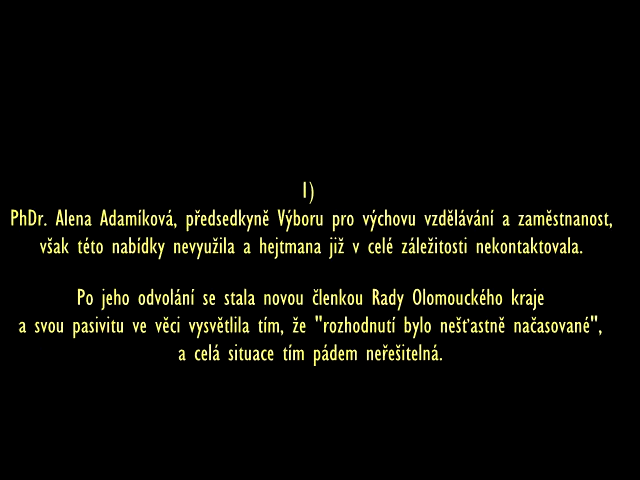 1)
PhDr. Alena Adamíková, předsedkyně Výboru pro výchovu vzdělávání a zaměstnanost,
však této nabídky nevyužila a hejtmana již v celé záležitosti nekontaktovala.
Po jeho odvolání se stala novou členkou Rady Olomouckého kraje
a svou pasivitu ve věci vysvětlila tím, že "rozhodnutí bylo nešťastně načasované",
a celá situace tím pádem neřešitelná.